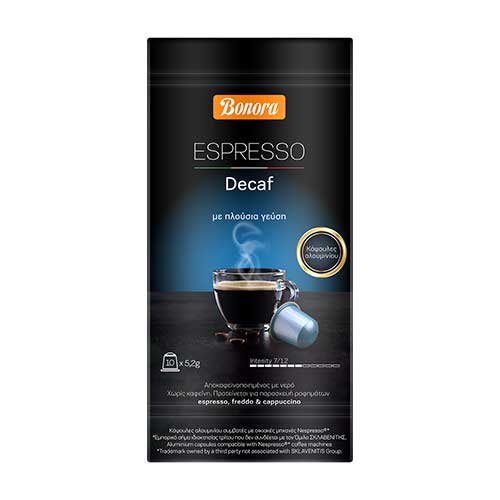 Bonora
ESPRESSO
Decaf
με πλούσια γεύση
Κάψουλες
αλουμινίου
10 x 5,2g
Intesity 7/12
Αποκαφεϊνοποιημένος με νερό
Χωρίς καφεΐνη. Προτείνεται για παρασκευή ροφημάτων
espresso, freddo & cappuccino
Κάψουλες αλουμινίου συμβατές με οικιακές μηχανές Nespresso®*
*Εμπορικό σήμα ιδιοκτησίας τρίτου που δεν συνδέεται με τον Όμιλο ΣΚΛΑΒΕΝΙΤΗΣ.
Aluminium capsules compatible with Nespresso®* coffee machines
*Trademark owned by a third party not associated with SKLAVENITIS Group.